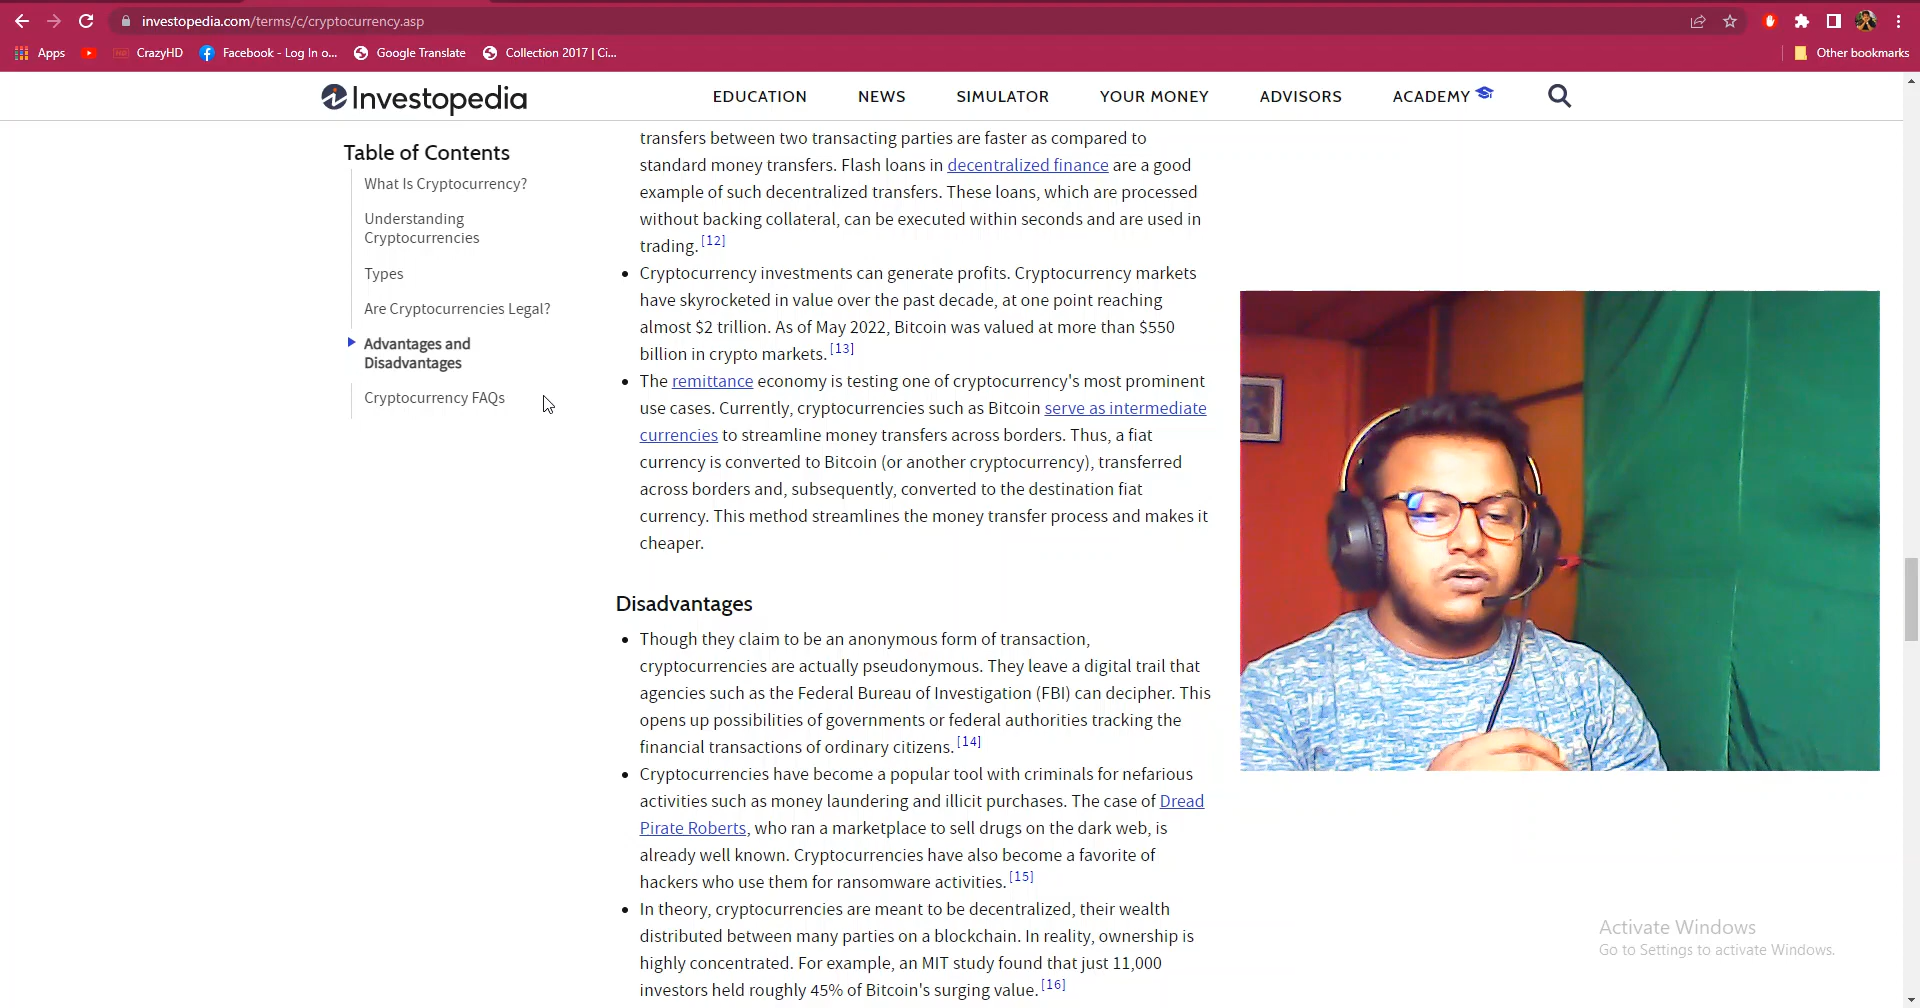 investopedia.com/terms/c/cryptocurrency.asp
Apps CrazyHD Facebook - Log In o... Google Translate Collection 2017 | Ci... Other bookmarks
Investopedia EDUCATION NEWS SIMULATOR YOUR MONEY ADVISORS ACADEMY
Table of Contents
What Is Cryptocurrency?
Understanding
Cryptocurrencies
Types
Are Cryptocurrencies Legal?
Advantages and
Disadvantages
Cryptocurrency FAQs
transfers between two transacting parties are faster as compared to
standard money transfers. Flash loans in decentralized finance are a good
example of such decentralized transfers. These loans, which are processed
without backing collateral, can be executed within seconds and are used in
trading. [12]
Cryptocurrency investments can generate profits. Cryptocurrency markets
have skyrocketed in value over the past decade, at one point reaching
almost $2 trillion. As of May 2022, Bitcoin was valued at more than $550
billion in crypto markets. [13]
The remittance economy is testing one of cryptocurrency's most prominent
use cases. Currently, cryptocurrencies such as Bitcoin serve as intermediate
currencies to streamline money transfers across borders. Thus, a fiat
currency is converted to Bitcoin (or another cryptocurrency), transferred
across borders and, subsequently, converted to the destination fiat
currency. This method streamlines the money transfer process and makes it
cheaper.
Disadvantages
Though they claim to be an anonymous form of transaction,
cryptocurrencies are actually pseudonymous. They leave a digital trail that
agencies such as the Federal Bureau of Investigation (FBI) can decipher. This
opens up possibilities of governments or federal authorities tracking the
financial transactions of ordinary citizens. [14]
Cryptocurrencies have become a popular tool with criminals for nefarious
activities such as money laundering and illicit purchases. The case of Dread
Pirate Roberts, who ran a marketplace to sell drugs on the dark web, is
already well known. Cryptocurrencies have also become a favorite of
hackers who use them for ransomware activities. [15]
In theory, cryptocurrencies are meant to be decentralized, their wealth
distributed between many parties on a blockchain. In reality, ownership is
highly concentrated. For example, an MIT study found that just 11,000
investors held roughly 45% of Bitcoin's surging value. [16]
Activate Windows
Go to Settings to activate Windows.